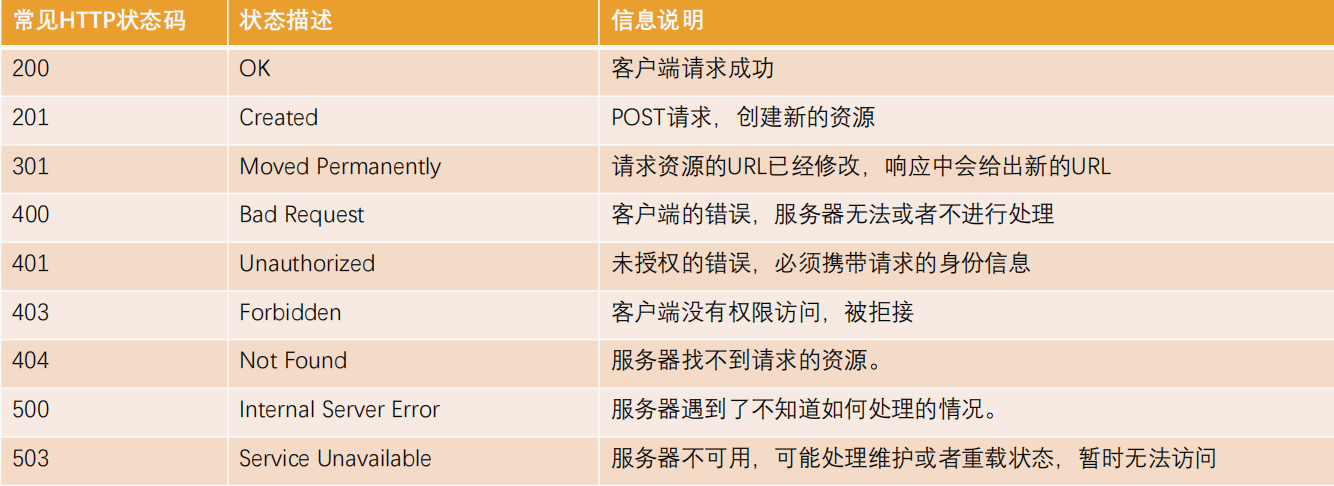 常见HTTP状态码 状态描述 信息说明
200 OK 客户端请求成功
201 Created POST请求，创建新的资源
301 Moved Permanently 请求资源的URL已经修改，响应中会给出新的URL
400 Bad Request 客户端的错误，服务器无法或者不进行处理
401 Unauthorized 未授权的错误，必须携带请求的身份信息
403 Forbidden 客户端没有权限访问，被拒接
404 Not Found 服务器找不到请求的资源。
500 Internal Server Error 服务器遇到了不知道如何处理的情况。
503 Service Unavailable 服务器不可用，可能处理维护或者重载状态，暂时无法访问